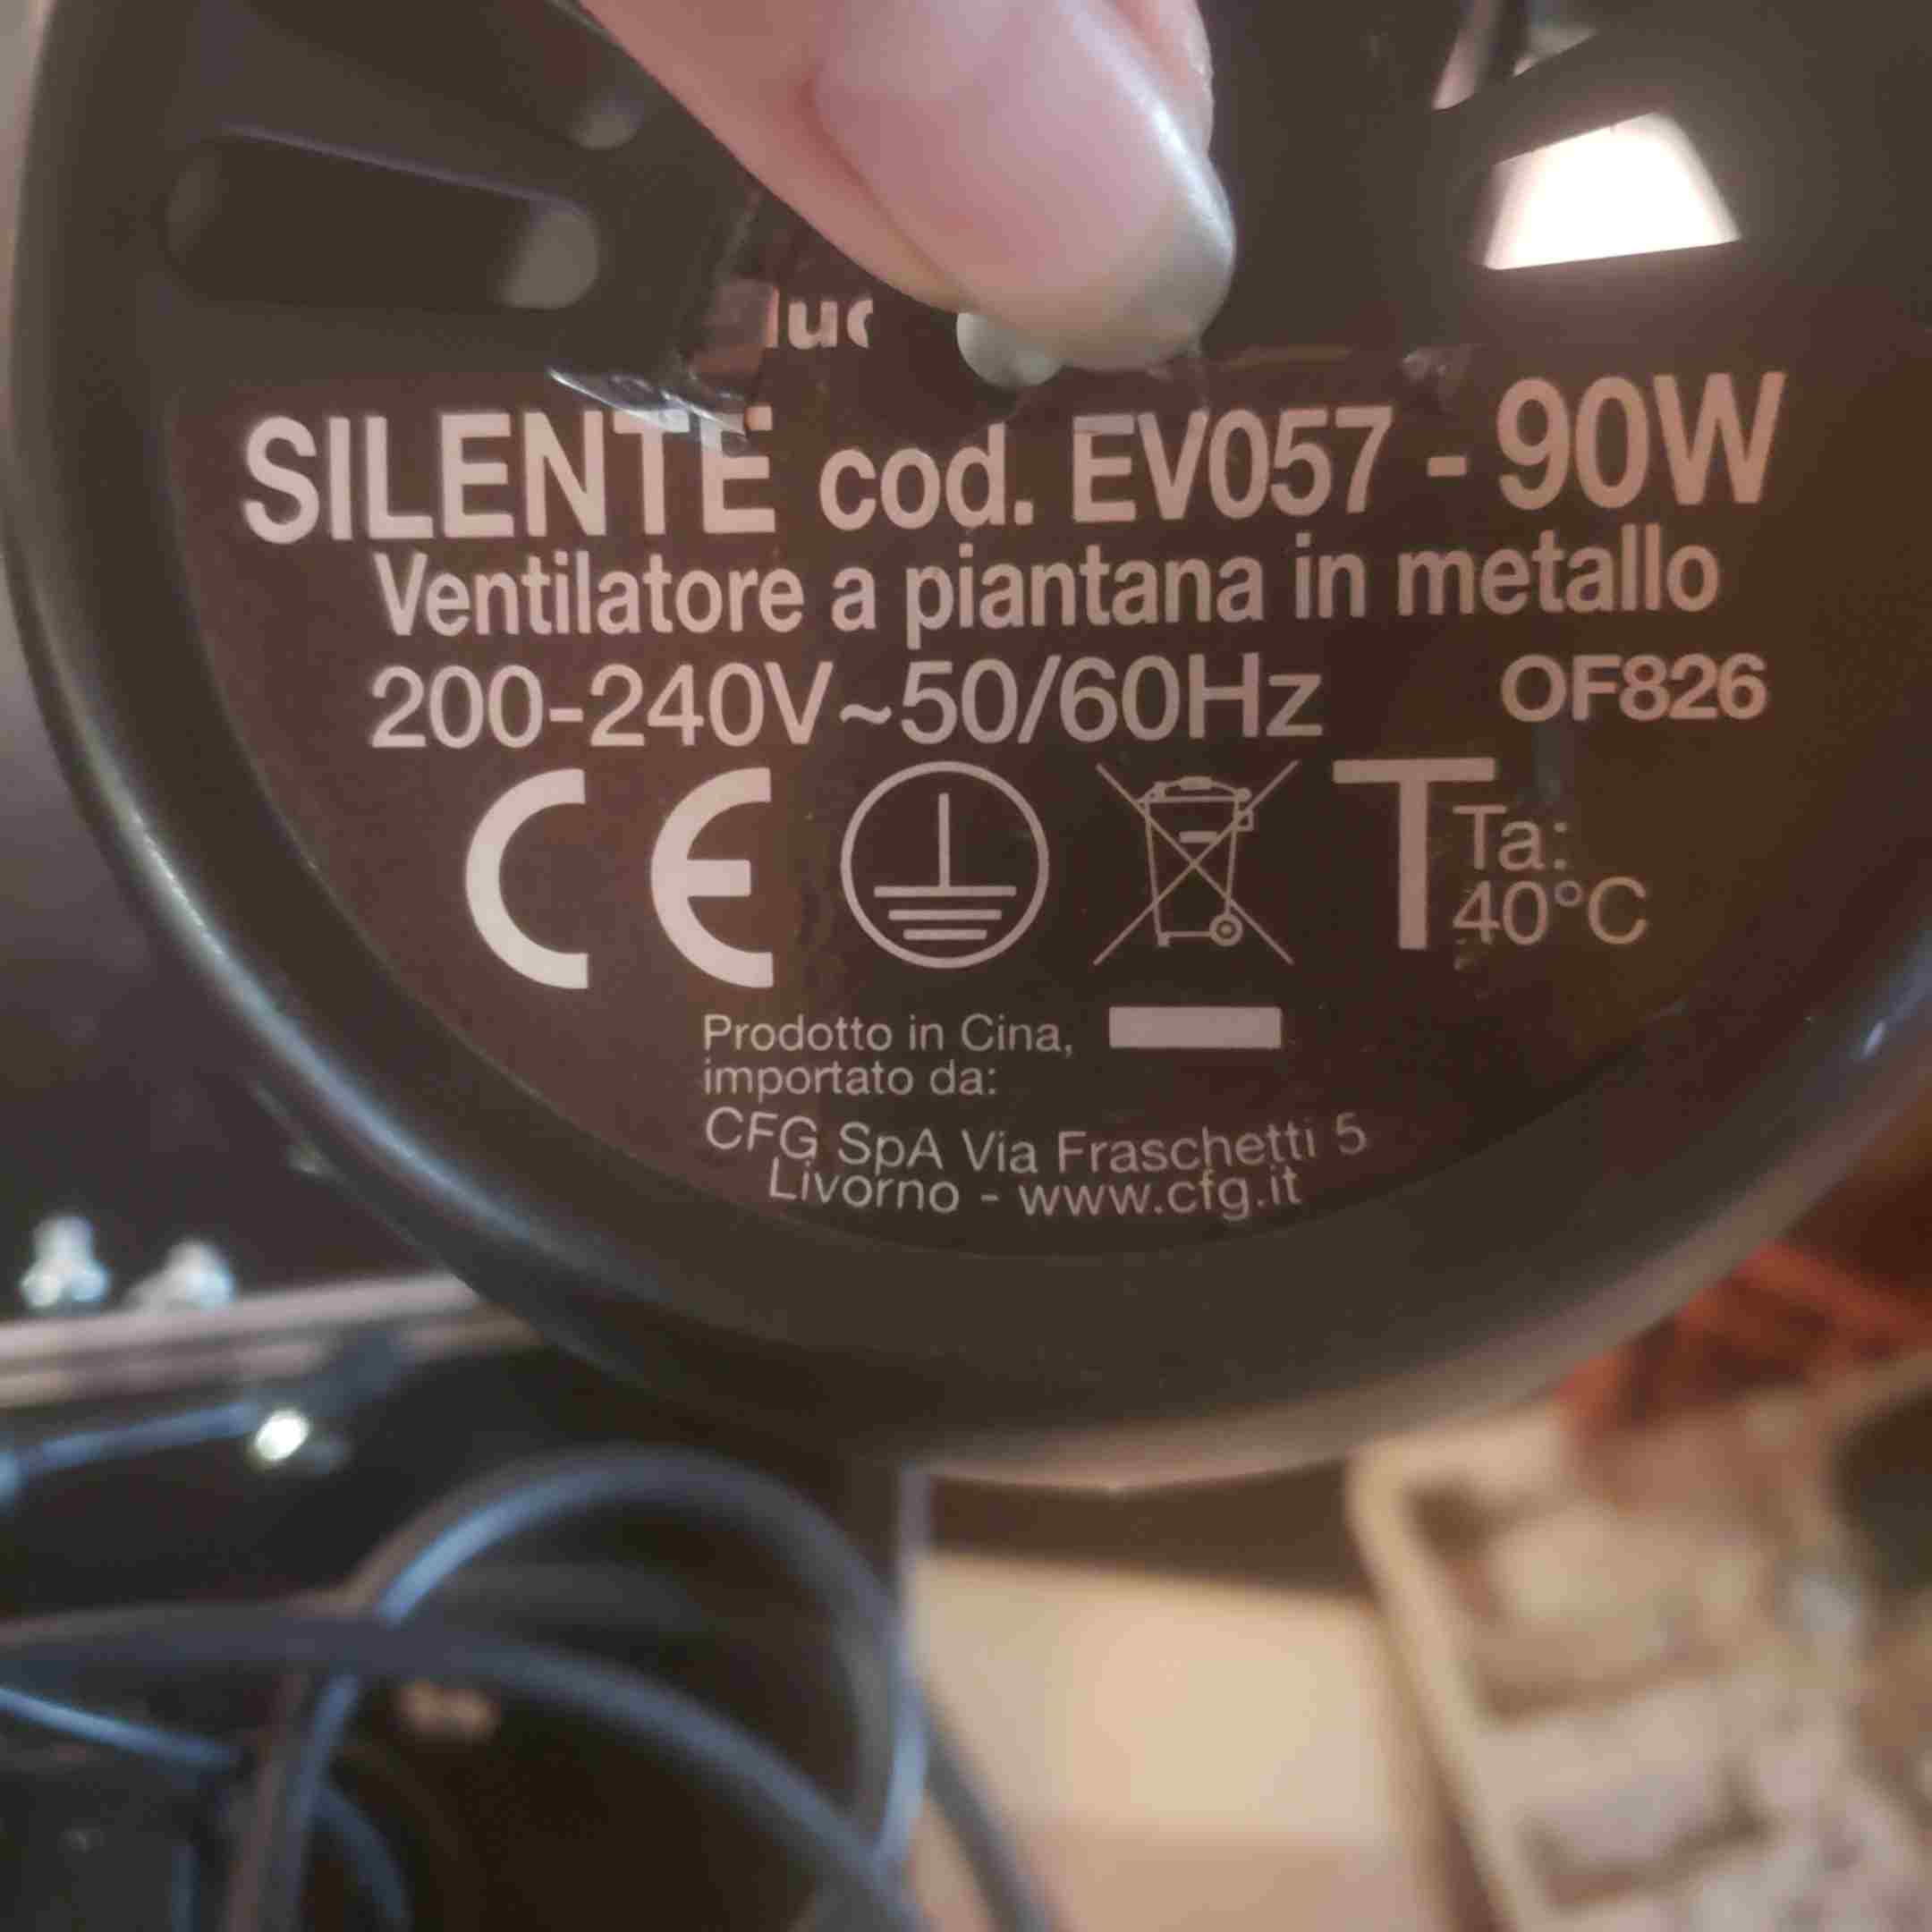 SILENTE cod. EV057 - 90W
Ventilatore a piantana in metallo
200-240V~50/60Hz OF826
CE T Ta:
40°C
Prodotto in Cina,
importato da:
CFG SpA Via Fraschetti 5
Livorno - www.cfg.it